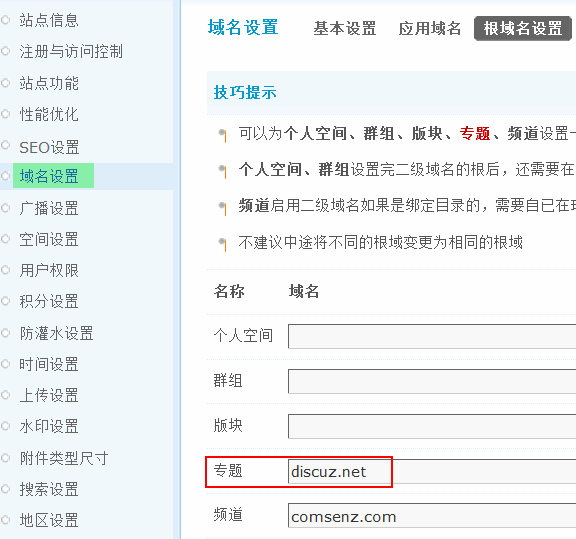 站点信息
注册与访问控制
站点功能
性能优化
SEO设置
域名设置
广播设置
空间设置
用户权限
积分设置
防灌水设置
时间设置
上传设置
水印设置
附件类型尺寸
搜索设置
地区设置
域名设置 基本设置 应用域名 根域名设置
技巧提示
可以为个人空间、群组、版块、专题、频道设置一
个人空间、群组设置完二级域名的根后，还需要在
频道启用二级域名如果是绑定目录的，需要自己在
不建议中途将不同的根域变更为相同的根域
名称 域名
个人空间
群组
版块
专题 discuz.net
频道 comsenz.com